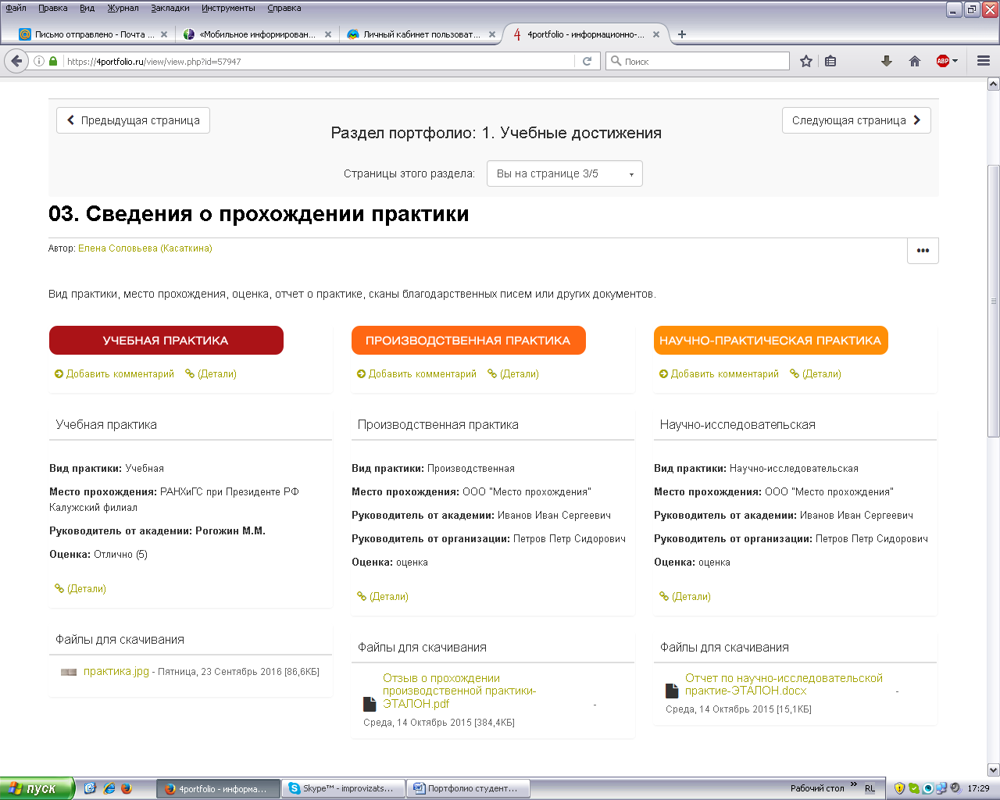 Файл Правка Вид Журнал Закладки Инструменты Справка
Письмо отправлено - Почта ... «Мобильное информирован... Личный кабинет пользоват... 4portfolio - информационно-...
https://4portfolio.ru/view/view.php?id=57947 Поиск ABP
Предыдущая страница
Следующая страница
Раздел портфолио: 1. Учебные достижения
Страницы этого раздела: Вы на странице 3/5
03. Сведения о прохождении практики
Автор: Елена Соловьева (Касаткина)
Вид практики, место прохождения, оценка, отчет о практике, сканы благодарственных писем или других документов.
УЧЕБНАЯ ПРАКТИКА
Добавить комментарий (Детали)
Учебная практика
Вид практики: Учебная
Место прохождения: РАНХиГС при Президенте РФ
Калужский филиал
Руководитель от академии: Рогожин М.М.
Оценка: Отлично (5)
(Детали)
Файлы для скачивания
практика.jpg - Пятница, 23 Сентябрь 2016 [86,6КБ]
ПРОИЗВОДСТВЕННАЯ ПРАКТИКА
Добавить комментарий (Детали)
Производственная практика
Вид практики: Производственная
Место прохождения: ООО "Место прохождения"
Руководитель от академии: Иванов Иван Сергеевич
Руководитель от организации: Петров Петр Сидорович
Оценка: оценка
(Детали)
Файлы для скачивания
Отзыв о прохождении
производственной практики-
ЭТАЛОН.pdf -
Среда, 14 Октябрь 2015 [384,4КБ]
НАУЧНО-ПРАКТИЧЕСКАЯ ПРАКТИКА
Добавить комментарий (Детали)
Научно-исследовательская
Вид практики: Научно-исследовательская
Место прохождения: ООО "Место прохождения"
Руководитель от академии: Иванов Иван Сергеевич
Руководитель от организации: Петров Петр Сидорович
Оценка: оценка
(Детали)
Файлы для скачивания
Отчет по научно-исследовательской
практие-ЭТАЛОН.docx -
Среда, 14 Октябрь 2015 [15,1КБ]
пуск 4portfolio - информа... Skype™ - improvizats... Портфолио студент... Рабочий стол » RL 17:29